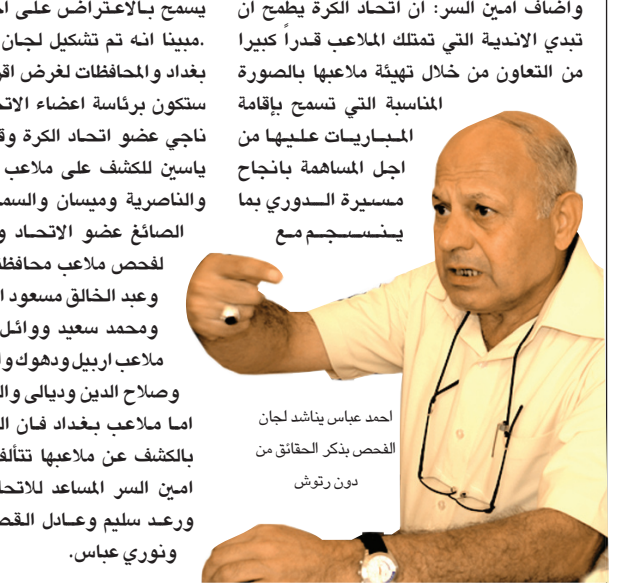 واضاف امين السر: ان اتحاد الكرة يطمح ان
تبدي الاندية التي تمتلك الملاعب قدراً كبيرا
من التعاون من خلال تهيئة ملاعبها بالصورة
المناسبة التي تسمح بإقامة
المباريات عليها من
اجل المساهمة بانجاح
مسيرة الدوري بما
ينسجم مع
احمد عباس يناشد لجان
الفحص بذكر الحقائق من
دون رتوش
يسمح بالاعتراض على
.مبينا انه تم تشكيل لجان
بغداد والمحافظات لغرض
ستكون برئاسة اعضاء
ناجي عضو اتحاد الكرة
ياسين للكشف على ملاعب
والناصرية وميسان
الصائغ عضو الاتحاد
لفحص ملاعب
وعبد الخالق مسعود
ومحمد سعيد ووائل
ملاعب اربيل ودهوك
وصلاح الدين وديالى
اما ملاعب بغداد فان
بالكشف عن ملاعبها
امين السر المساعد
ورعد سليم وعادل
ونوري عباس.